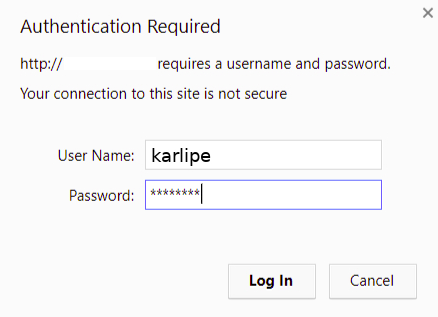 Authentication Required
http:// requires a username and password.
Your connection to this site is not secure
User Name: karlipe
Password: ********
Log In Cancel